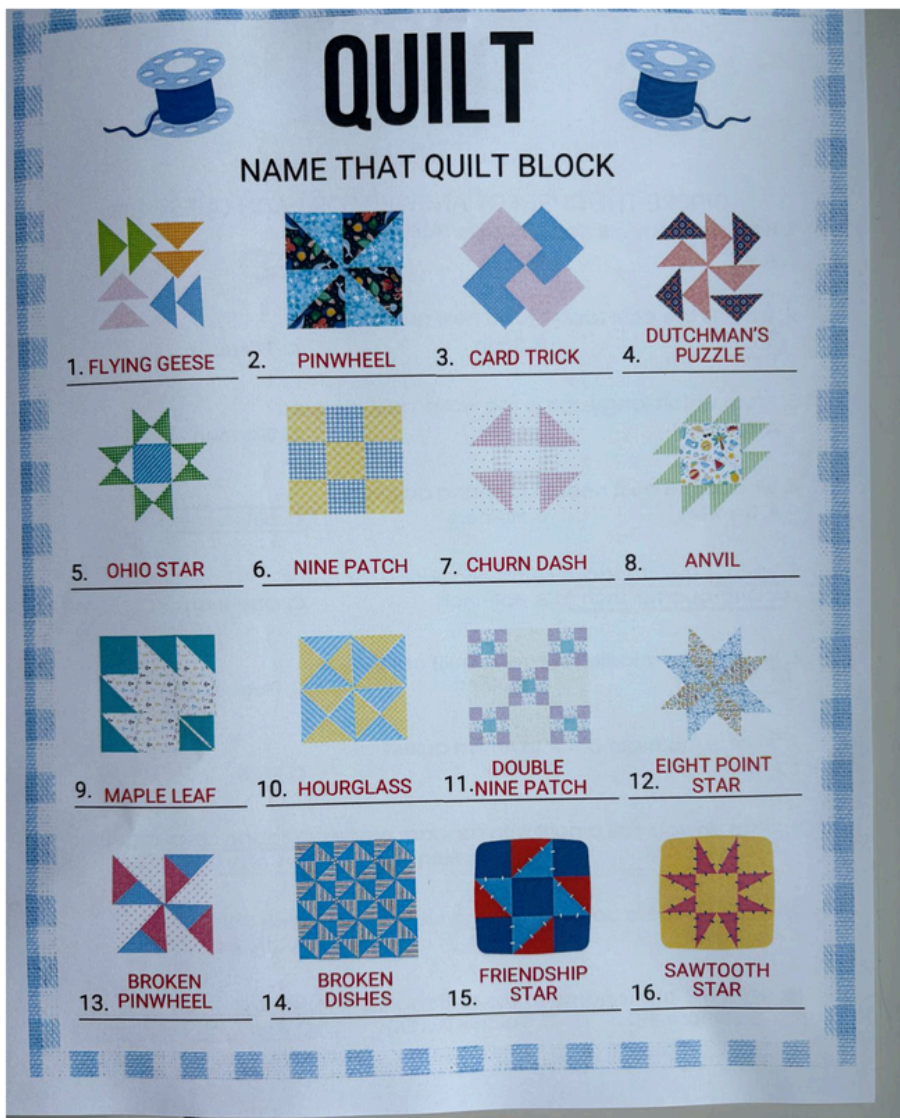 QUILT
NAME THAT QUILT BLOCK
1. FLYING GEESE
2. PINWHEEL
3. CARD TRICK
4. DUTCHMAN'S
PUZZLE
5. OHIO STAR
6. NINE PATCH
7. CHURN DASH
8. ANVIL
9. MAPLE LEAF
10. HOURGLASS
11. DOUBLE
NINE PATCH
12. EIGHT POINT
STAR
13. BROKEN
PINWHEEL
14. BROKEN
DISHES
15. FRIENDSHIP
STAR
16. SAWTOOTH
STAR